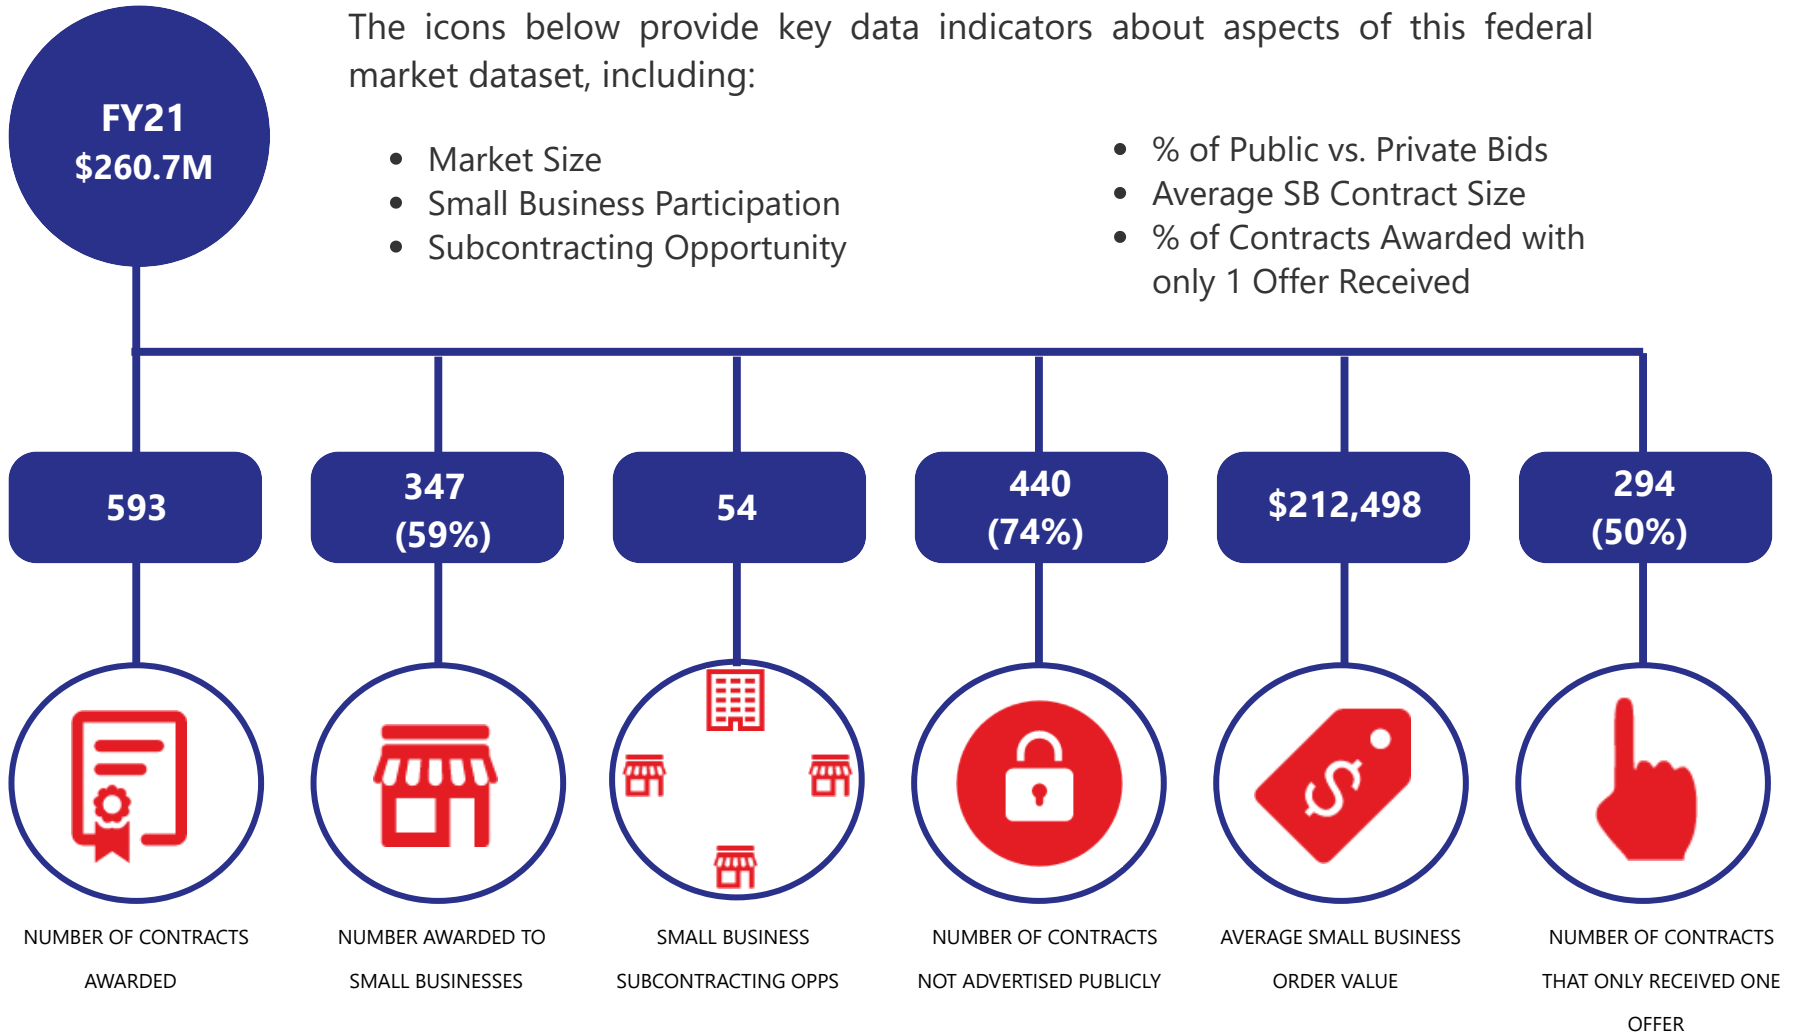 FY21
$260.7M
The icons below provide key data indicators about aspects of this federal
market dataset, including:
• Market Size
• Small Business Participation
• Subcontracting Opportunity
• % of Public vs. Private Bids
• Average SB Contract Size
• % of Contracts Awarded with
only 1 Offer Received
593
347
(59%)
54
440
(74%)
$212,498
294
(50%)
NUMBER OF CONTRACTS
AWARDED
NUMBER AWARDED TO
SMALL BUSINESSES
SMALL BUSINESS
SUBCONTRACTING OPPS
NUMBER OF CONTRACTS
NOT ADVERTISED PUBLICLY
AVERAGE SMALL BUSINESS
ORDER VALUE
NUMBER OF CONTRACTS
THAT ONLY RECEIVED ONE
OFFER